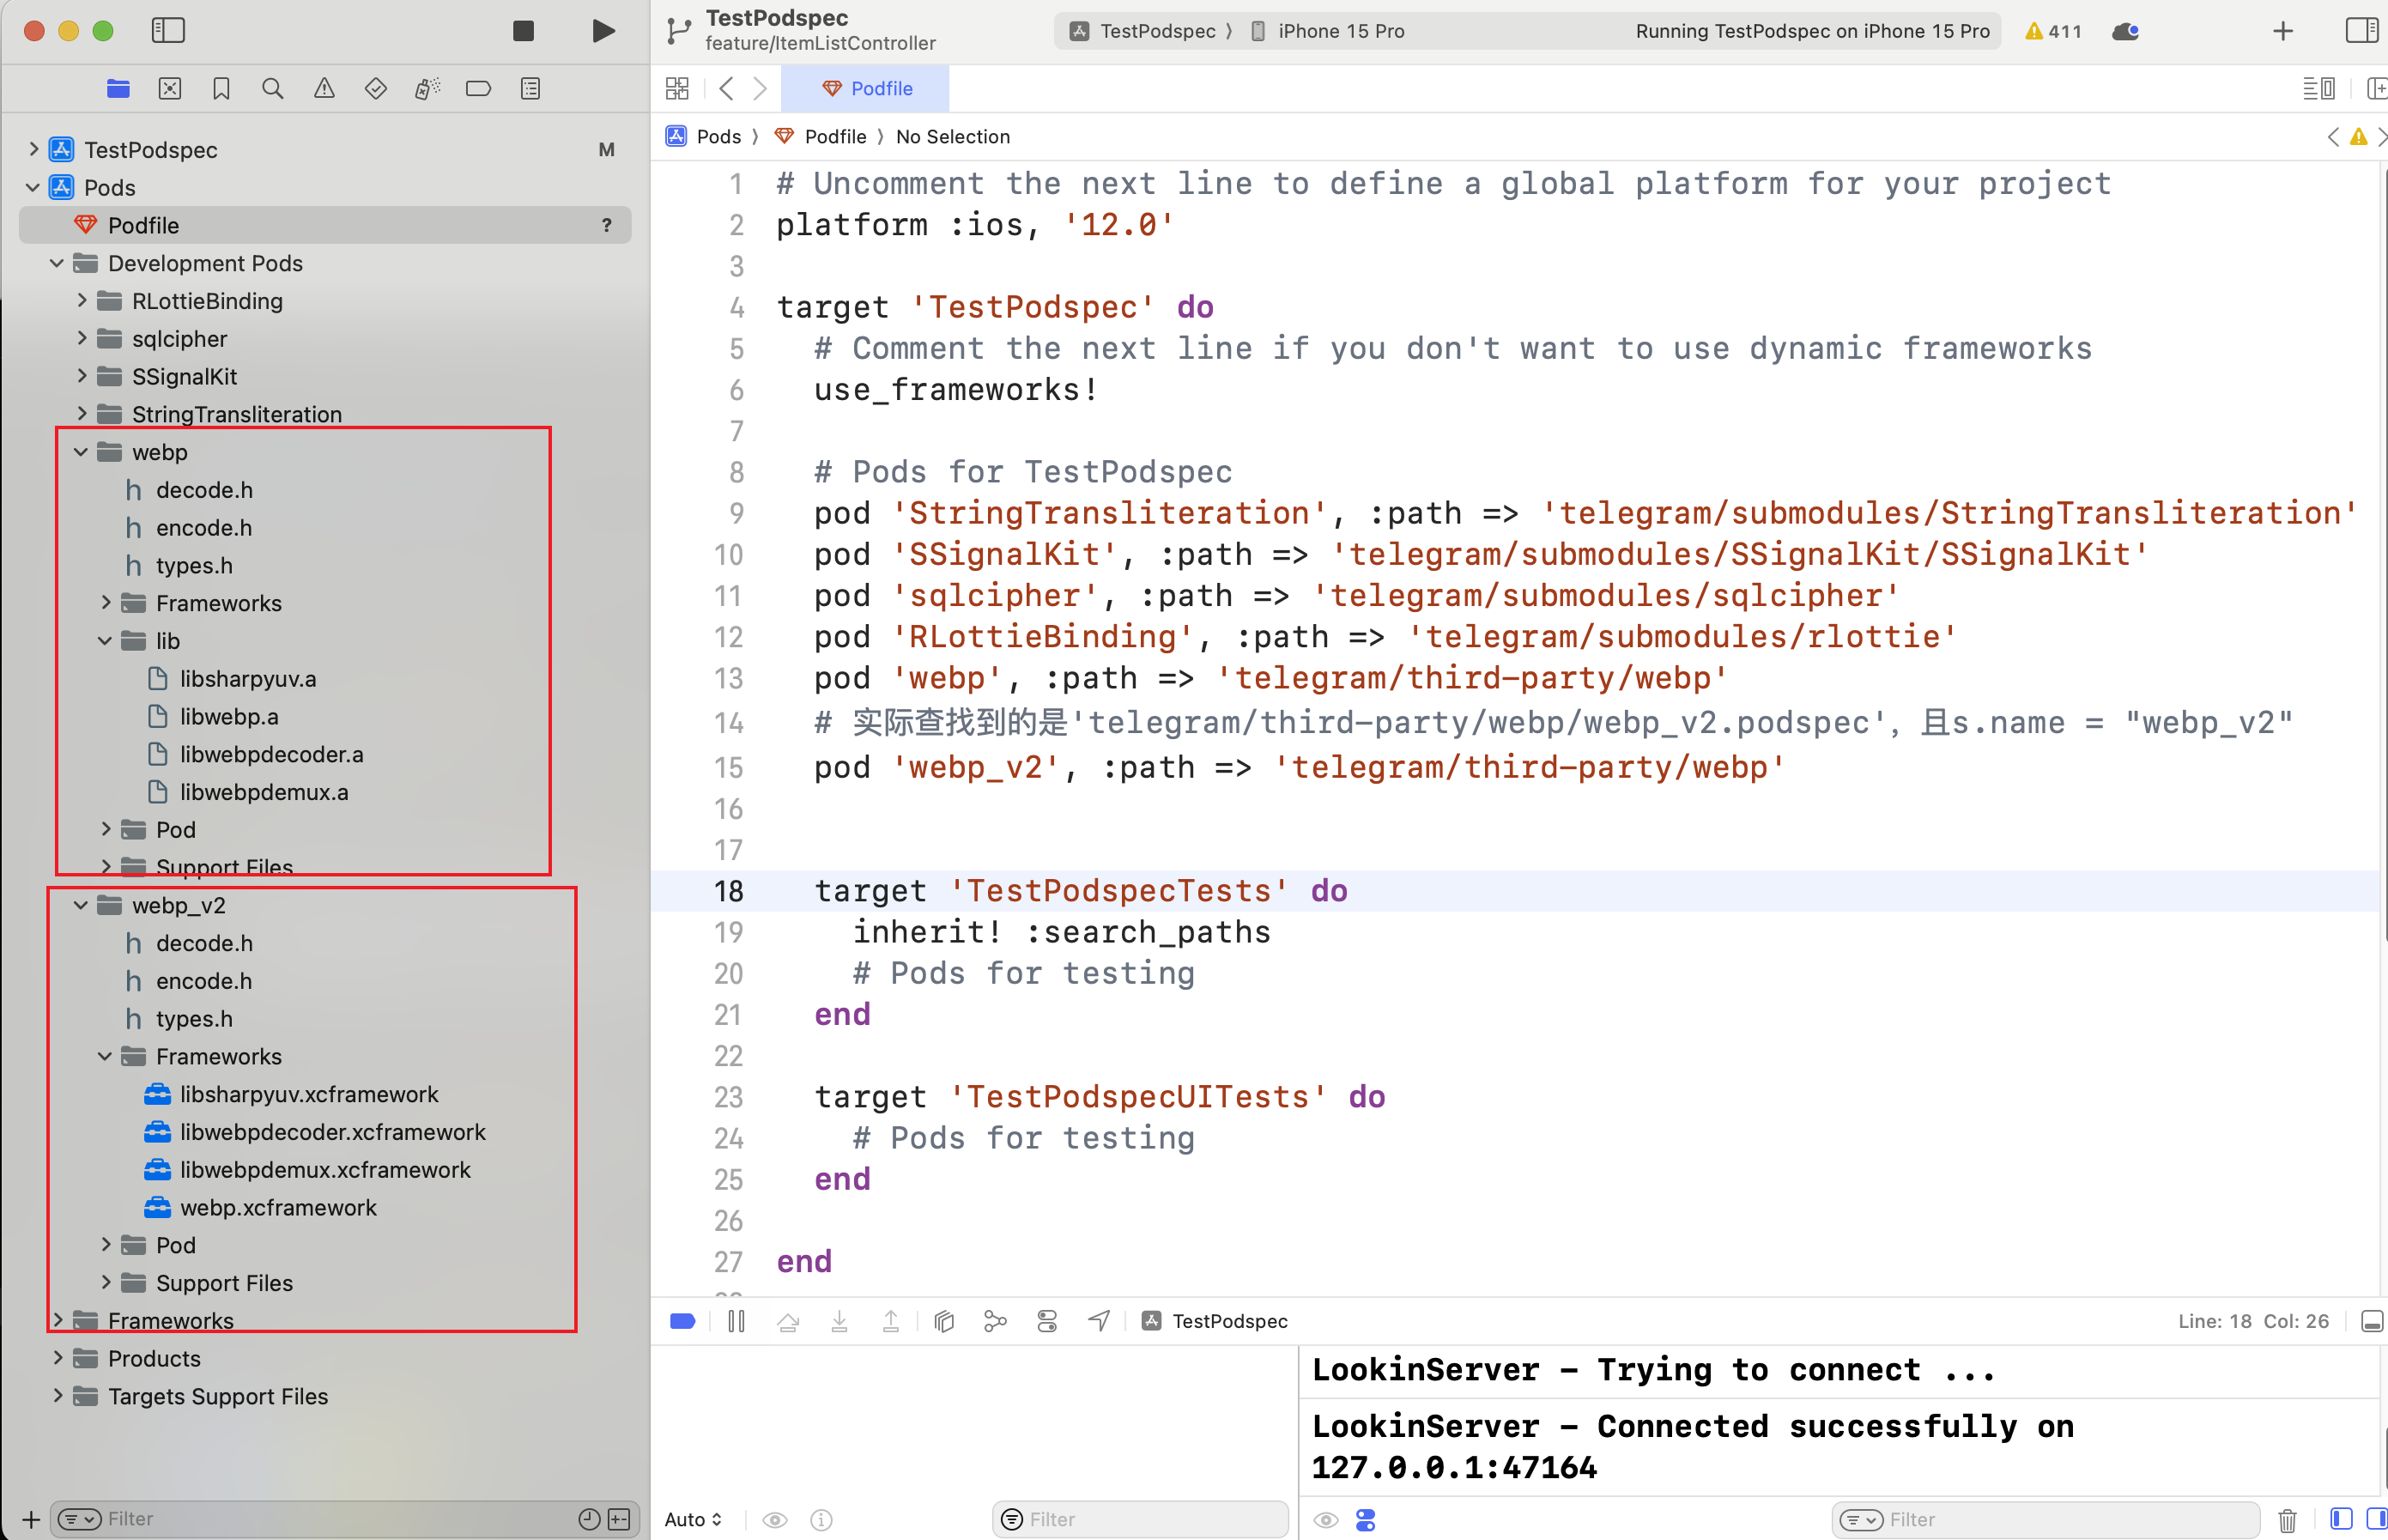 TestPodspec
feature/ItemListController
TestPodspec 〉 iPhone 15 Pro
Running TestPodspec on iPhone 15 Pro
411
Podfile
Pods 〉 Podfile 〉 No Selection
TestPodspec M
Pods
Podfile ?
Development Pods
RLottieBinding
sqlcipher
SSignalKit
StringTransliteration
webp
h decode.h
h encode.h
h types.h
Frameworks
lib
libsharpyuv.a
libwebp.a
libwebpdecoder.a
libwebpdemux.a
Pod
Support Files
webp_v2
h decode.h
h encode.h
h types.h
Frameworks
libsharpyuv.xcframework
libwebpdecoder.xcframework
libwebpdemux.xcframework
webp.xcframework
Pod
Support Files
Frameworks
Products
Targets Support Files
Filter
1 # Uncomment the next line to define a global platform for your project
2 platform :ios, '12.0'
3
4 target 'TestPodspec' do
5 # Comment the next line if you don't want to use dynamic frameworks
6 use_frameworks!
7
8 # Pods for TestPodspec
9 pod 'StringTransliteration', :path => 'telegram/submodules/StringTransliteration'
10 pod 'SSignalKit', :path => 'telegram/submodules/SSignalKit/SSignalKit'
11 pod 'sqlcipher', :path => 'telegram/submodules/sqlcipher'
12 pod 'RLottieBinding', :path => 'telegram/submodules/rlottie'
13 pod 'webp', :path => 'telegram/third-party/webp'
14 # 实际查找到的是'telegram/third-party/webp/webp_v2.podspec'，且s.name = "webp_v2"
15 pod 'webp_v2', :path => 'telegram/third-party/webp'
16
17
18 target 'TestPodspecTests' do
19 inherit! :search_paths
20 # Pods for testing
21 end
22
23 target 'TestPodspecUITests' do
24 # Pods for testing
25 end
26
27 end
TestPodspec
Line: 18 Col: 26
LookinServer - Trying to connect ...
LookinServer - Connected successfully on
127.0.0.1:47164
Auto
Filter
Filter